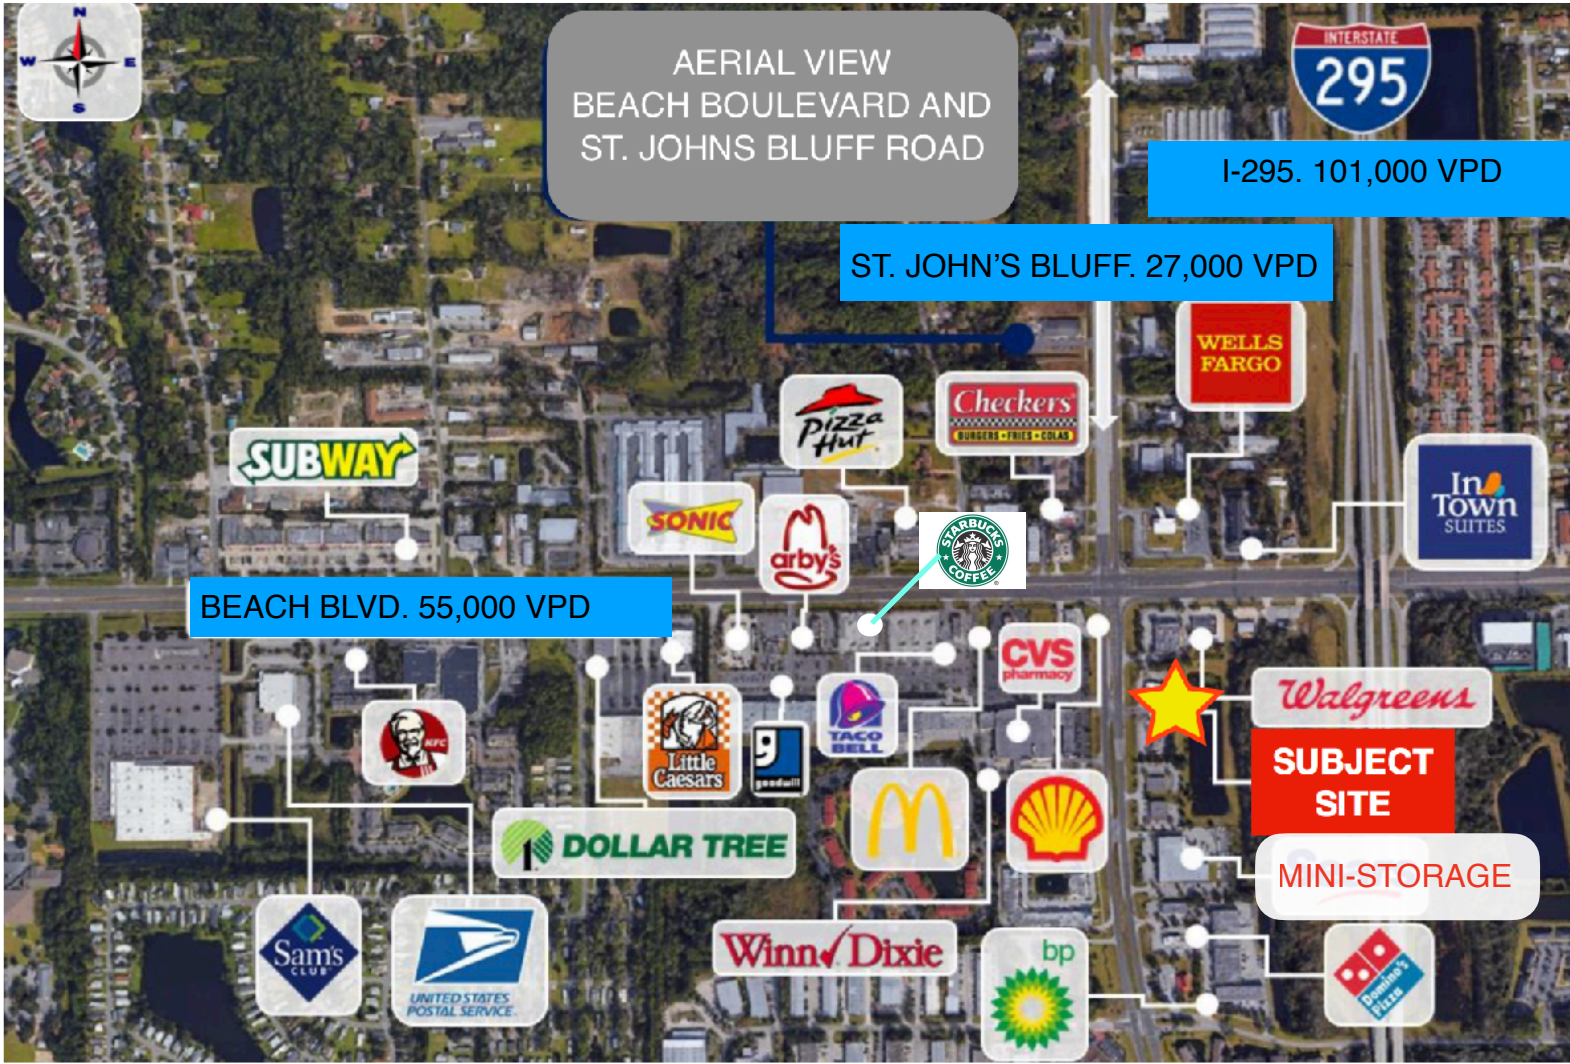 N
W E
S
AERIAL VIEW
BEACH BOULEVARD AND
ST. JOHNS BLUFF ROAD
INTERSTATE
295
I-295. 101,000 VPD
ST. JOHN'S BLUFF. 27,000 VPD
WELLS
FARGO
Pizza
Hut
Checkers
BURGERS • FRIES • COLAS
SUBWAY
In
Town
SUITES
SONIC
arby's
STARBUCKS
COFFEE
BEACH BLVD. 55,000 VPD
CVS
pharmacy
Walgreens
KFC
Little
Caesars
goodwill
TACO
BELL
SUBJECT
SITE
DOLLAR TREE
MINI-STORAGE
Sam's
CLUB
UNITED STATES
POSTAL SERVICE
Winn Dixie
bp
Domino's
Pizza